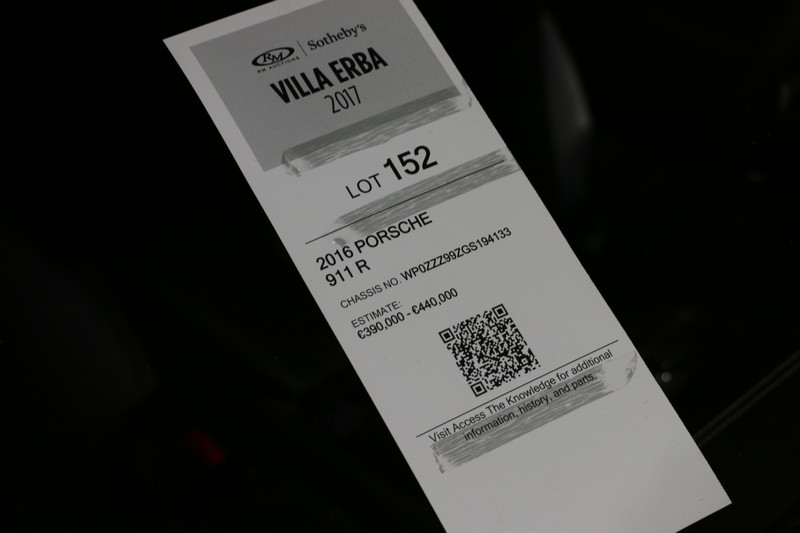 RM | Sotheby's
RM AUCTIONS
VILLA ERBA
2017
LOT 152
2016 PORSCHE
911 R
CHASSIS NO. WP0ZZZ99ZGS194133
ESTIMATE:
€390,000 - €440,000
Visit Access The Knowledge for additional
information, history, and parts.